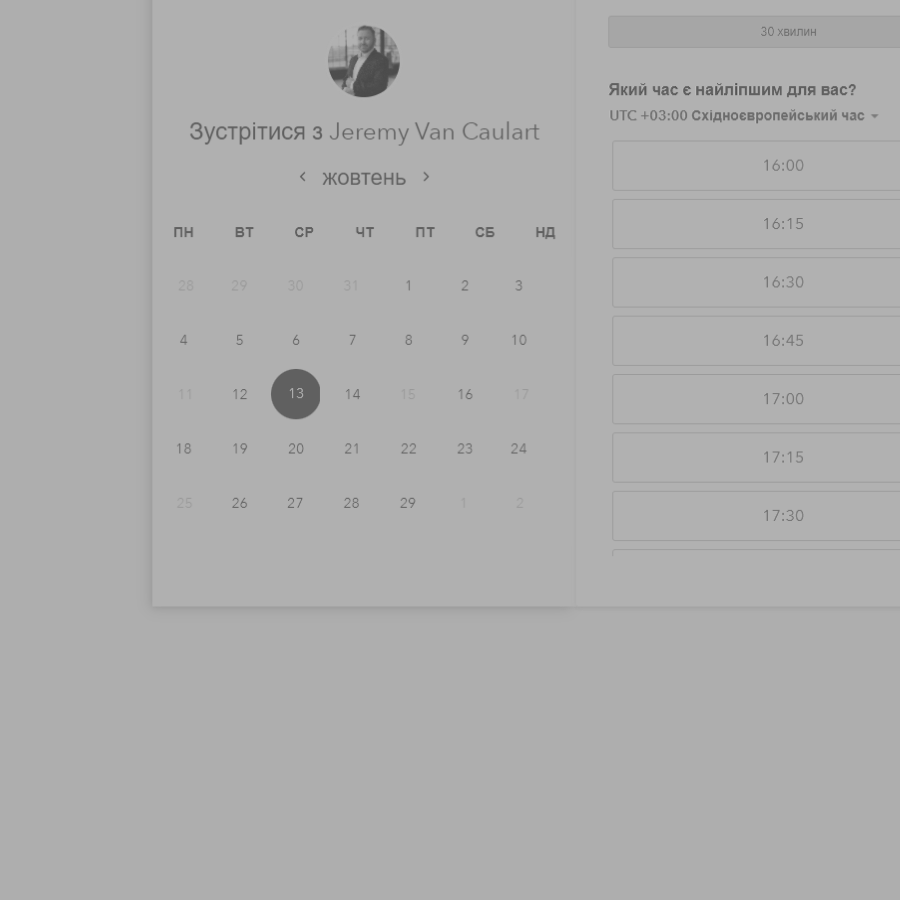 Зустрітися з Jeremy Van Caulart
жовтень
ПН ВТ СР ЧТ ПТ СБ НД
28 29 30 31 1 2 3
4 5 6 7 8 9 10
11 12 13 14 15 16 17
18 19 20 21 22 23 24
25 26 27 28 29 1 2
30 хвилин
Який час є найліпшим для вас?
UTC +03:00 Східноєвропейський час
16:00
16:15
16:30
16:45
17:00
17:15
17:30